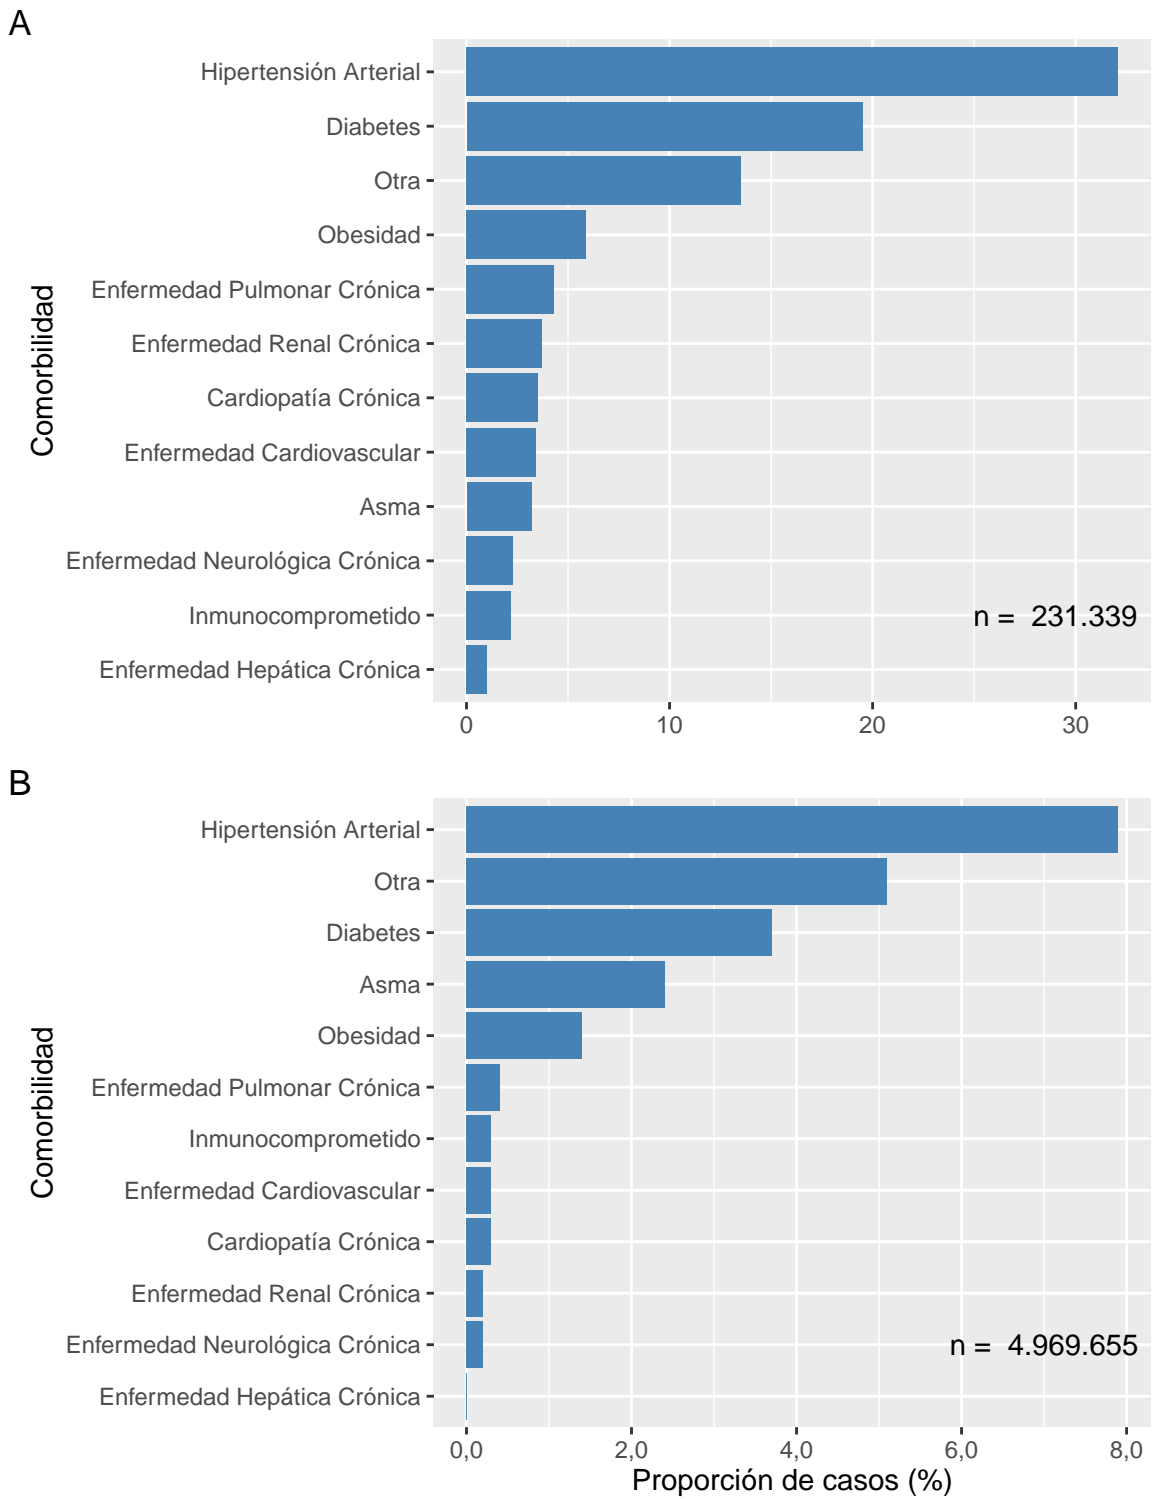 A
Hipertensión Arterial
Diabetes
Otra
Obesidad
Enfermedad Pulmonar Crónica
Enfermedad Renal Crónica
Cardiopatía Crónica
Enfermedad Cardiovascular
Asma
Enfermedad Neurológica Crónica
Inmunocomprometido
Enfermedad Hepática Crónica
Comorbilidad
n = 231.339
0 10 20 30
B
Hipertensión Arterial
Otra
Diabetes
Asma
Obesidad
Enfermedad Pulmonar Crónica
Inmunocomprometido
Enfermedad Cardiovascular
Cardiopatía Crónica
Enfermedad Renal Crónica
Enfermedad Neurológica Crónica
Enfermedad Hepática Crónica
Comorbilidad
n = 4.969.655
0,0 2,0 4,0 6,0 8,0
Proporción de casos (%)